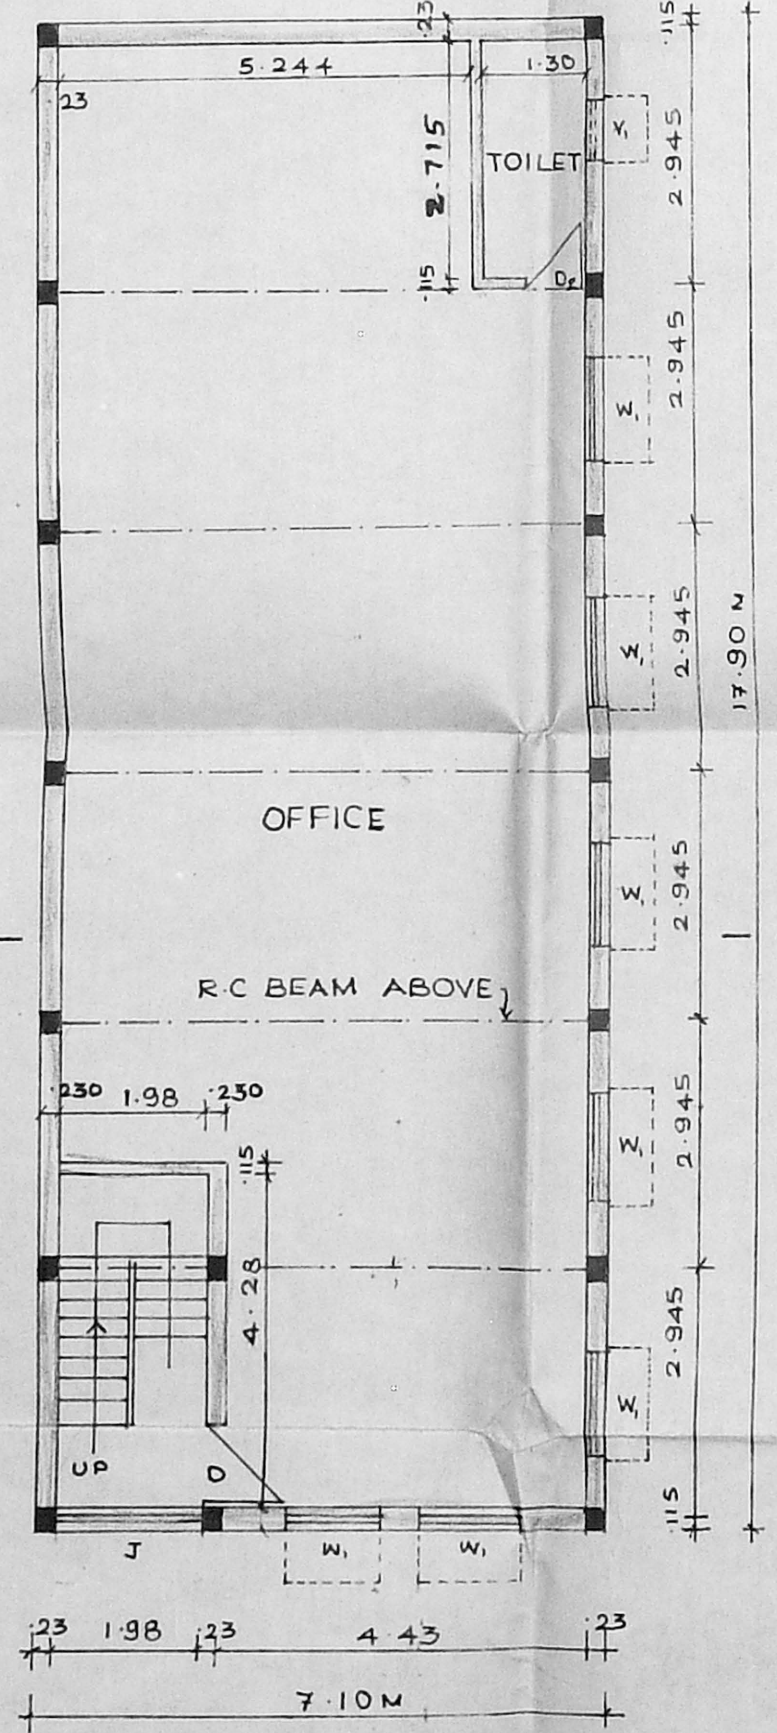 .23
.115
5.244
1.30
.23
2.715
TOILET
V1
2.945
.115
D2
2.945
W1
2.945
W1
17.90 M
OFFICE
2.945
W1
R.C BEAM ABOVE
.230 1.98 .230
2.945
W1
.115
4.28
2.945
W1
UP
D
.115
J
W1
W1
.23 1.98 .23 4.43 .23
7.10 M